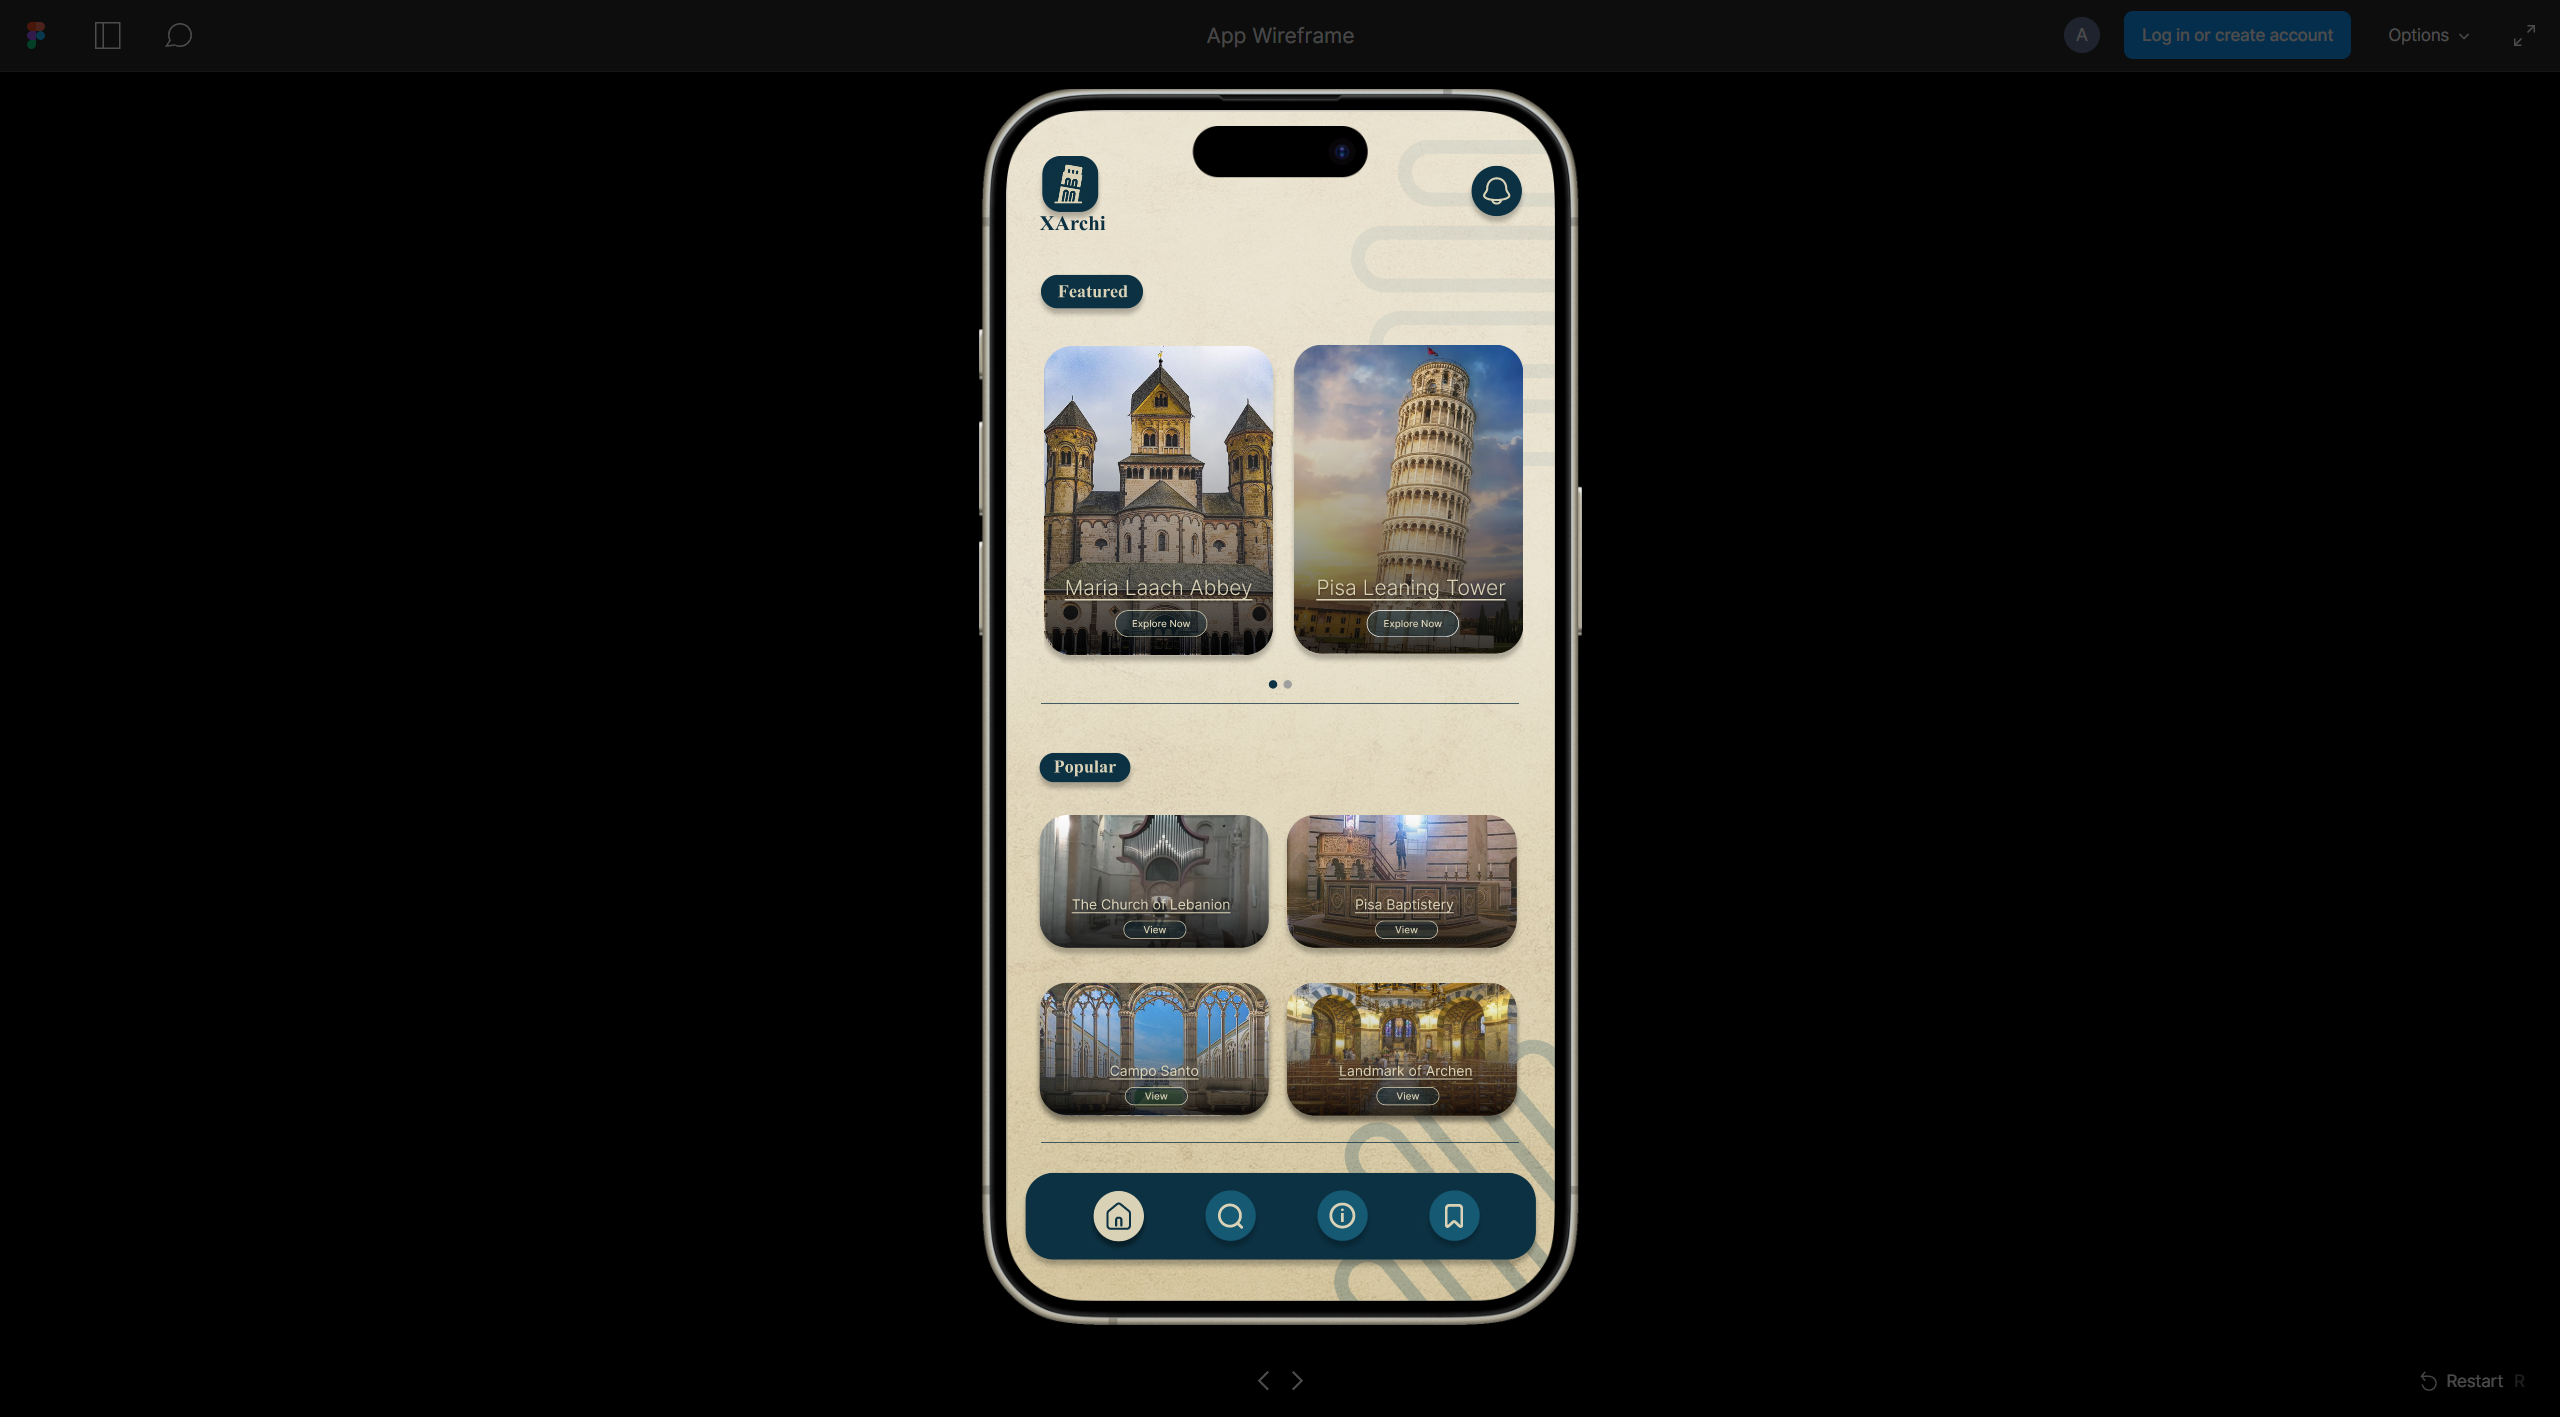 App Wireframe
A
Log in or create account
Options
XArchi
Featured
Maria Laach Abbey
Explore Now
Pisa Leaning Tower
Explore Now
Popular
The Church of Lebanion
View
Pisa Baptistery
View
Campo Santo
View
Landmark of Archen
View
Restart R